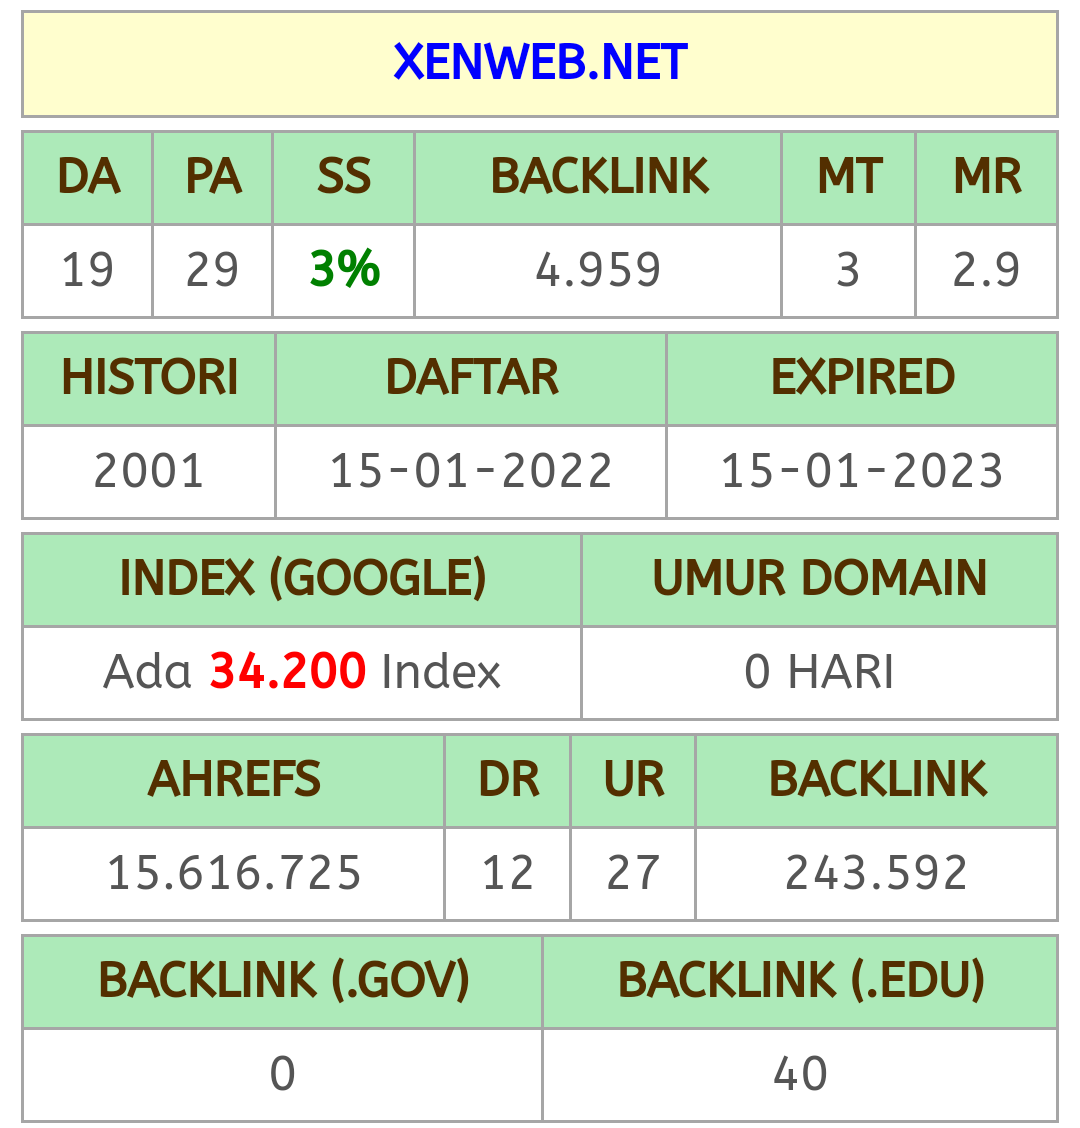 XENWEB.NET
DA PA SS BACKLINK MT MR
19 29 3% 4.959 3 2.9
HISTORI DAFTAR EXPIRED
2001 15-01-2022 15-01-2023
INDEX (GOOGLE) UMUR DOMAIN
Ada 34.200 Index 0 HARI
AHREFS DR UR BACKLINK
15.616.725 12 27 243.592
BACKLINK (.GOV) BACKLINK (.EDU)
0 40